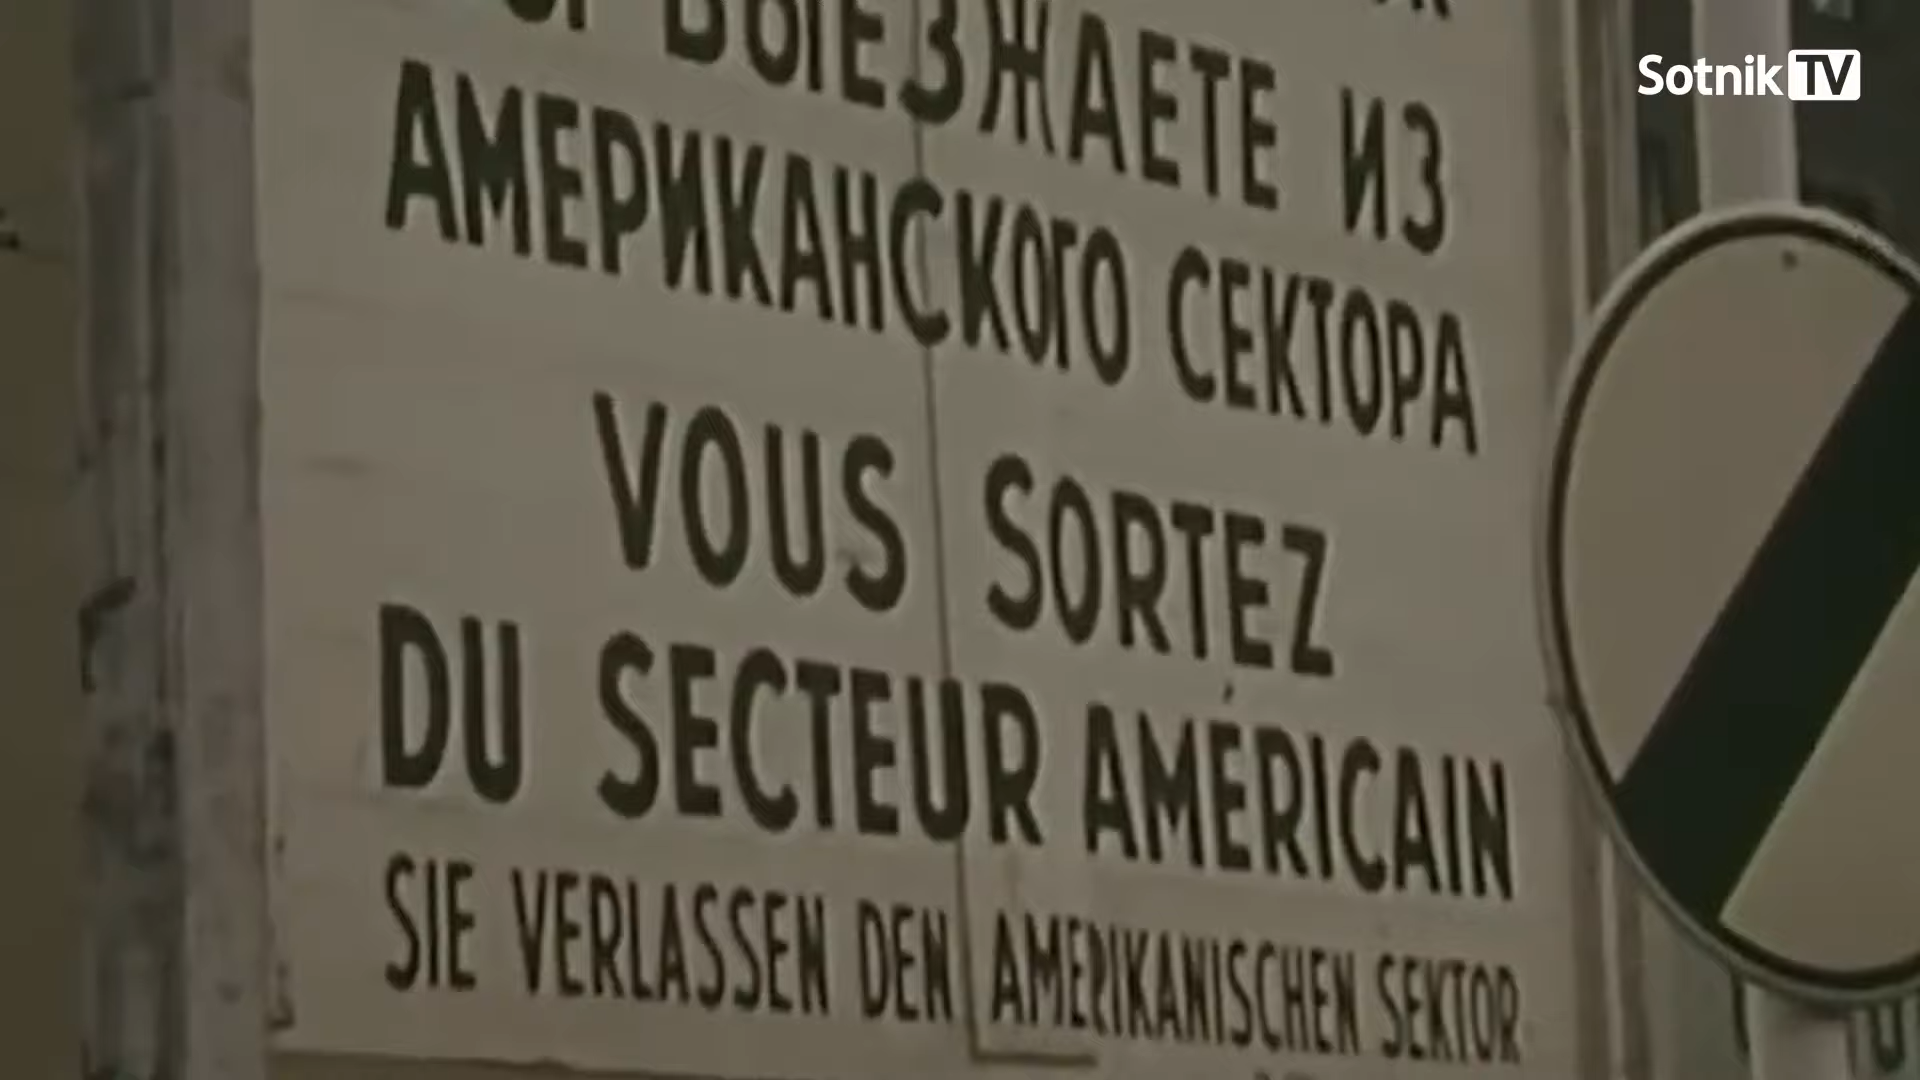 ВЫЕЗЖАЕТЕ ИЗ
АМЕРИКАНСКОГО СЕКТОРА
VOUS SORTEZ
DU SECTEUR AMÉRICAIN
SIE VERLASSEN DEN AMERIKANISCHEN SEKTOR
Sotnik TV